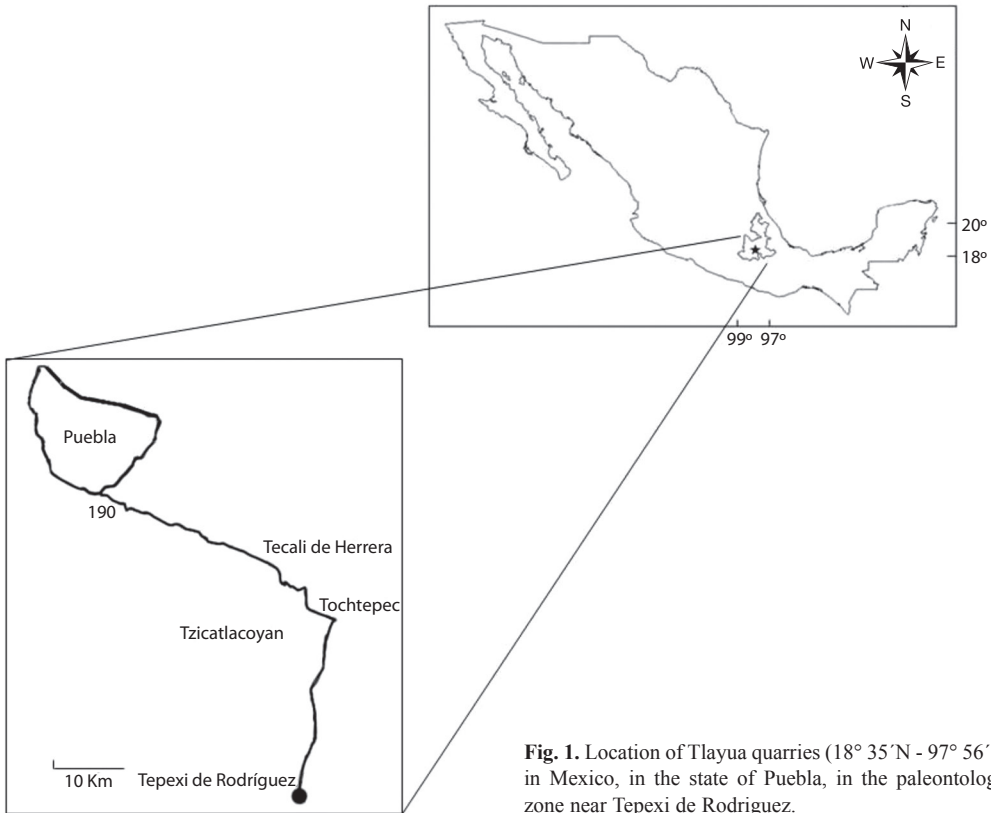 N
W E
S
20º
18º
99º 97º
Puebla
190
Tecali de Herrera
Tochtepec
Tzicatlacoyan
10 Km
Tepexi de Rodríguez
Fig. 1. Location of Tlayua quarries (18° 35´N - 97° 56´
in Mexico, in the state of Puebla, in the paleontolog
zone near Tepexi de Rodriguez.